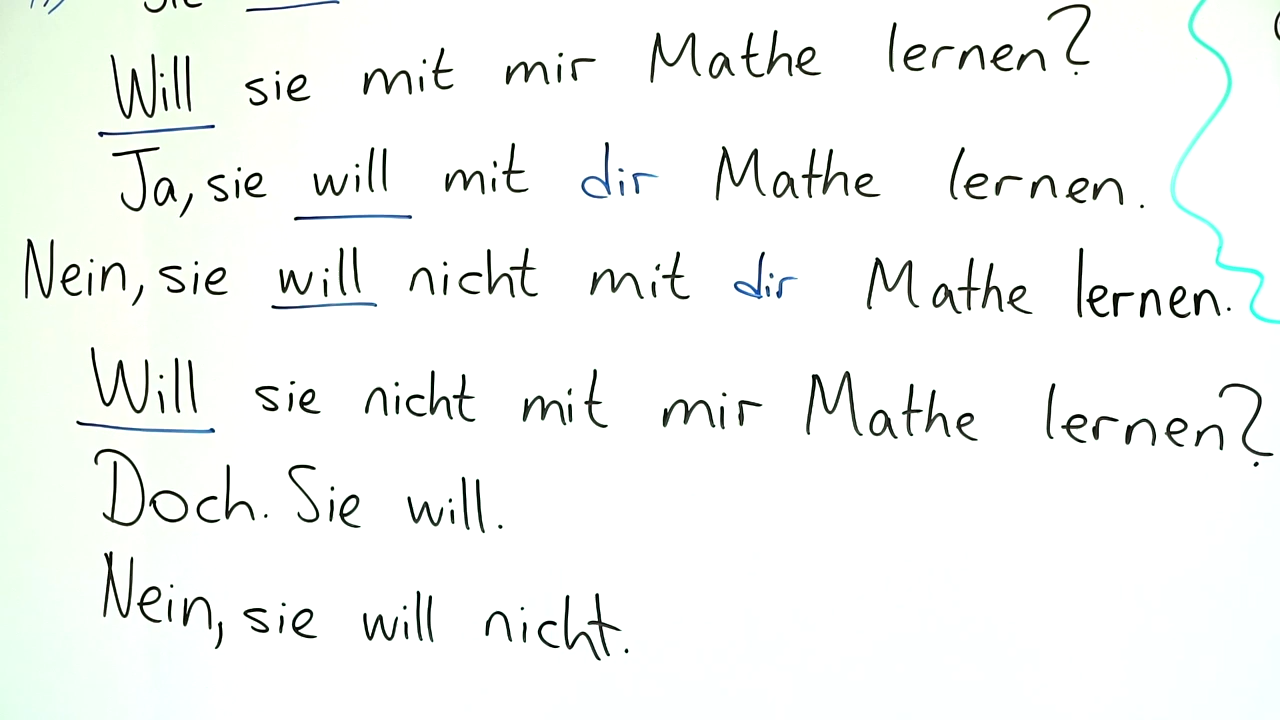 Will sie mit mir Mathe lernen?
Ja, sie will mit dir Mathe lernen.
Nein, sie will nicht mit dir Mathe lernen.
Will sie nicht mit mir Mathe lernen?
Doch. Sie will.
Nein, sie will nicht.